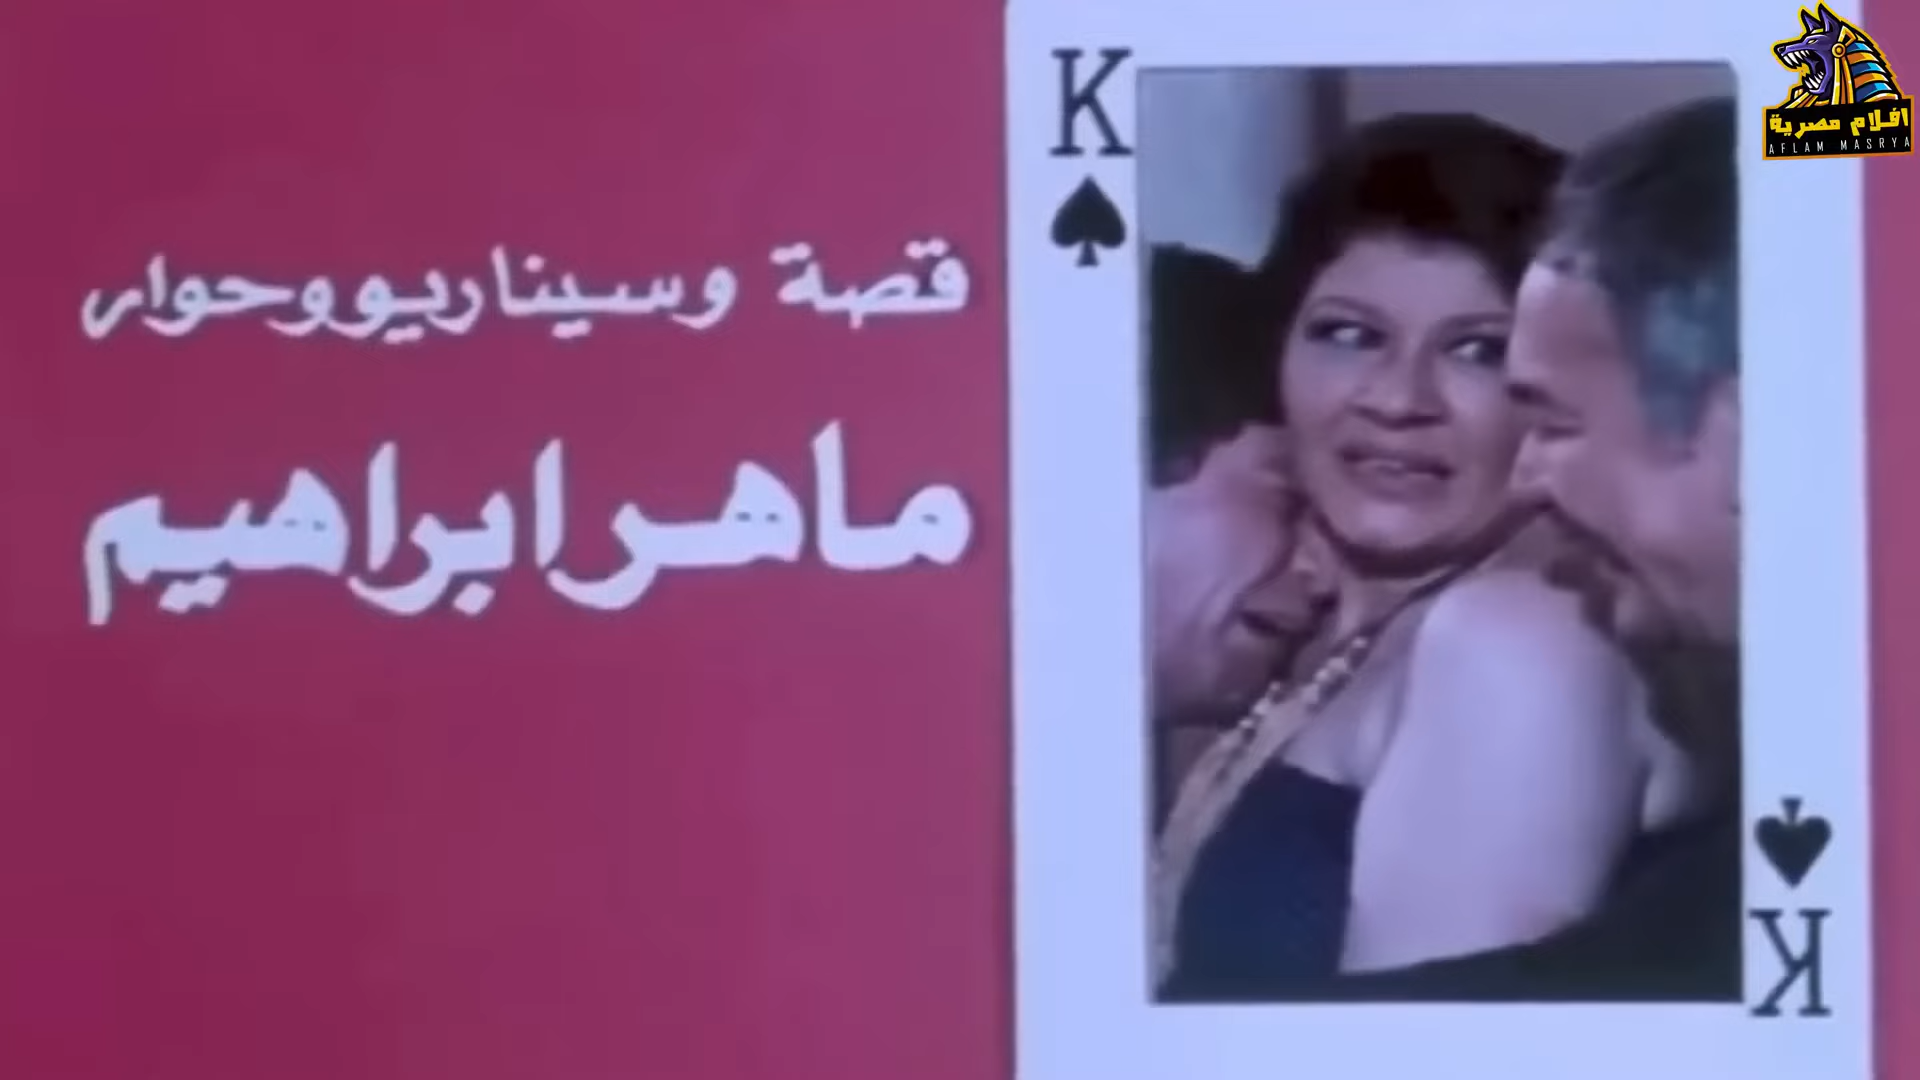 قصة وسيناريو وحوار
ماهر ابراهيم
K
K
افلام مصرية
AFLAM MASRYA